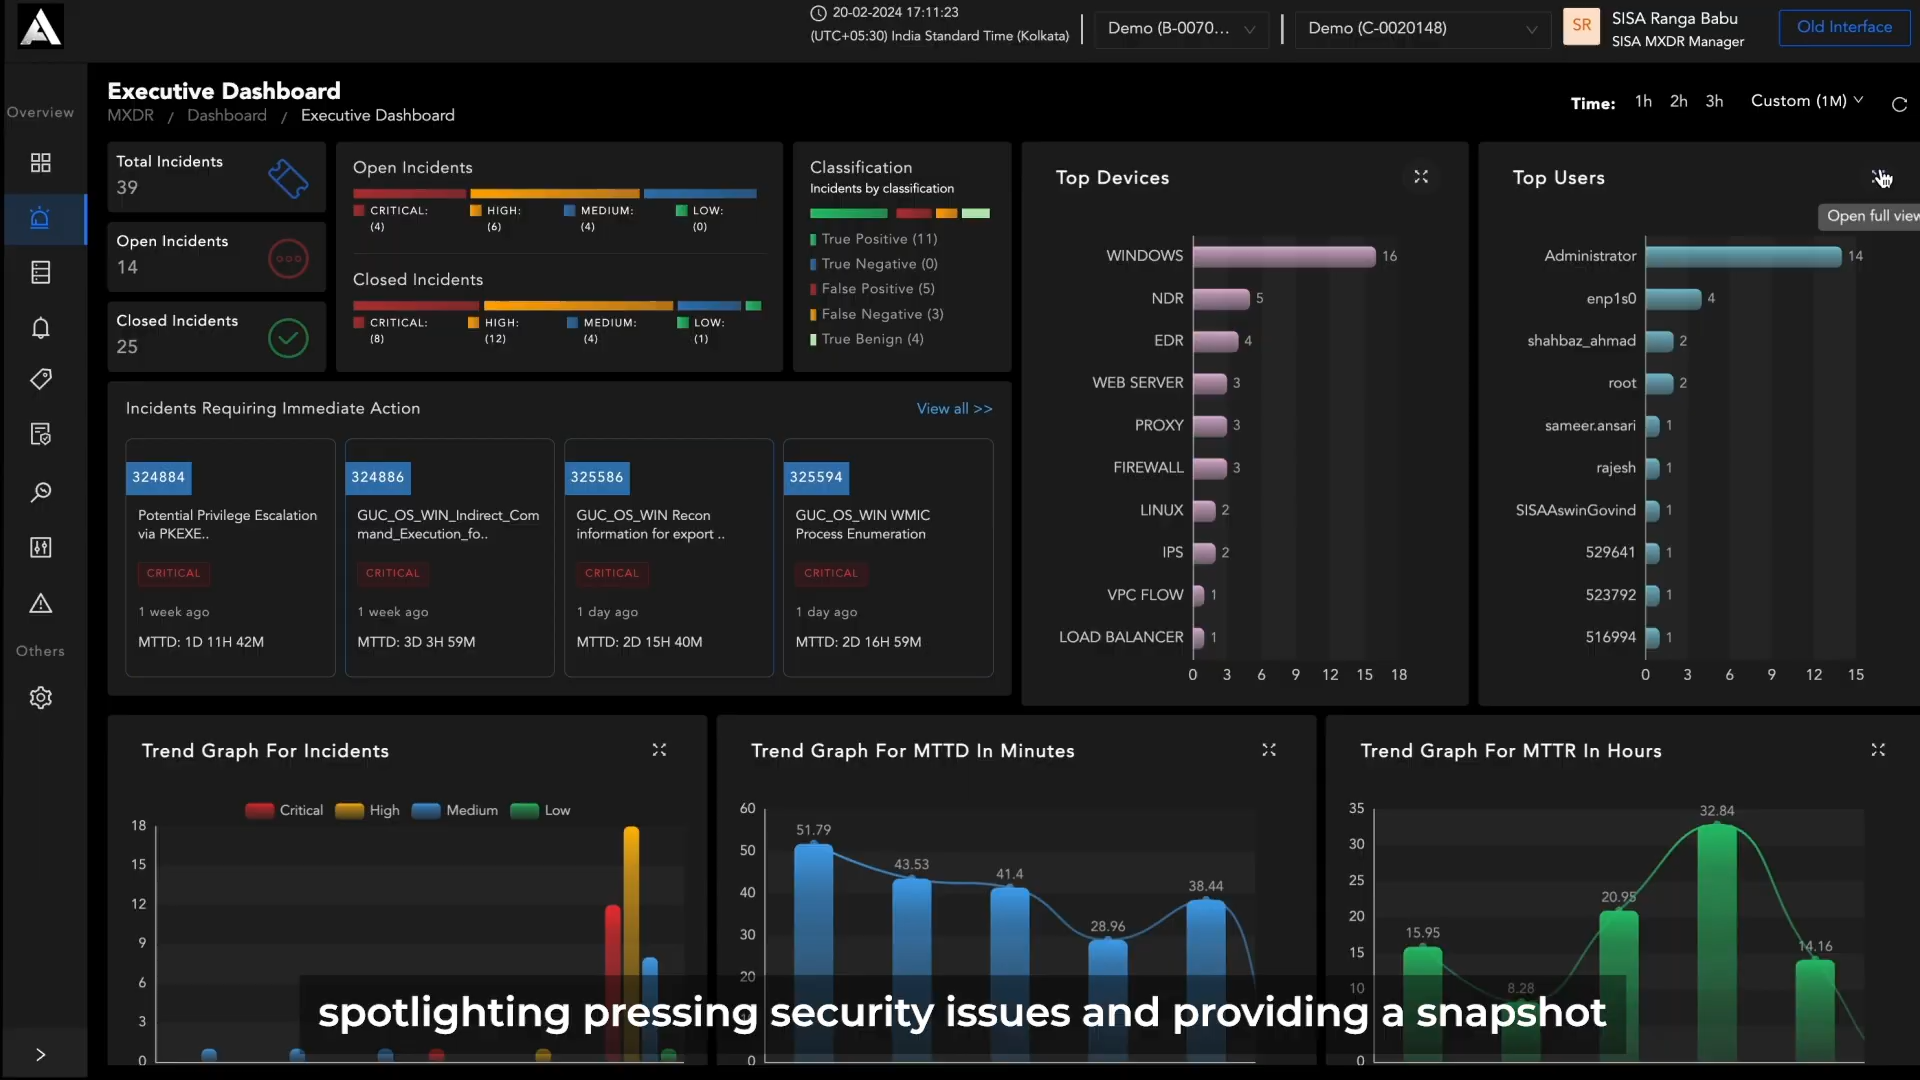 20-02-2024 17:11:23
(UTC+05:30) India Standard Time (Kolkata)
Demo (B-0070...
Demo (C-0020148)
SR
SISA Ranga Babu
SISA MXDR Manager
Old Interface
Overview
Others
Executive Dashboard
MXDR / Dashboard / Executive Dashboard
Time: 1h 2h 3h Custom (1M)
Total Incidents
39
Open Incidents
14
Closed Incidents
25
Open Incidents
CRITICAL: HIGH: MEDIUM: LOW:
(4) (6) (4) (0)
Closed Incidents
CRITICAL: HIGH: MEDIUM: LOW:
(8) (12) (4) (1)
Classification
Incidents by classification
True Positive (11)
True Negative (0)
False Positive (5)
False Negative (3)
True Benign (4)
Incidents Requiring Immediate Action
View all >>
324884
Potential Privilege Escalation
via PKEXE..
CRITICAL
1 week ago
MTTD: 1D 11H 42M
324886
GUC_OS_WIN_Indirect_Com
mand_Execution_fo..
CRITICAL
1 week ago
MTTD: 3D 3H 59M
325586
GUC_OS_WIN Recon
information for export ..
CRITICAL
1 day ago
MTTD: 2D 15H 40M
325594
GUC_OS_WIN WMIC
Process Enumeration
CRITICAL
1 day ago
MTTD: 2D 16H 59M
Top Devices
WINDOWS 16
NDR 5
EDR 4
WEB SERVER 3
PROXY 3
FIREWALL 3
LINUX 2
IPS 2
VPC FLOW 1
LOAD BALANCER 1
0 3 6 9 12 15 18
Top Users
Open full view
Administrator 14
enp1s0 4
shahbaz_ahmad 2
root 2
sameer.ansari 1
rajesh 1
SISAAswinGovind 1
529641 1
523792 1
516994 1
0 3 6 9 12 15
Trend Graph For Incidents
Critical High Medium Low
18
15
12
9
6
3
0
Trend Graph For MTTD In Minutes
60
50
40
30
20
0
51.79
43.53
41.4
28.96
38.44
Trend Graph For MTTR In Hours
35
30
25
20
15
10
0
15.95
8.28
20.95
32.84
14.16
spotlighting pressing security issues and providing a snapshot